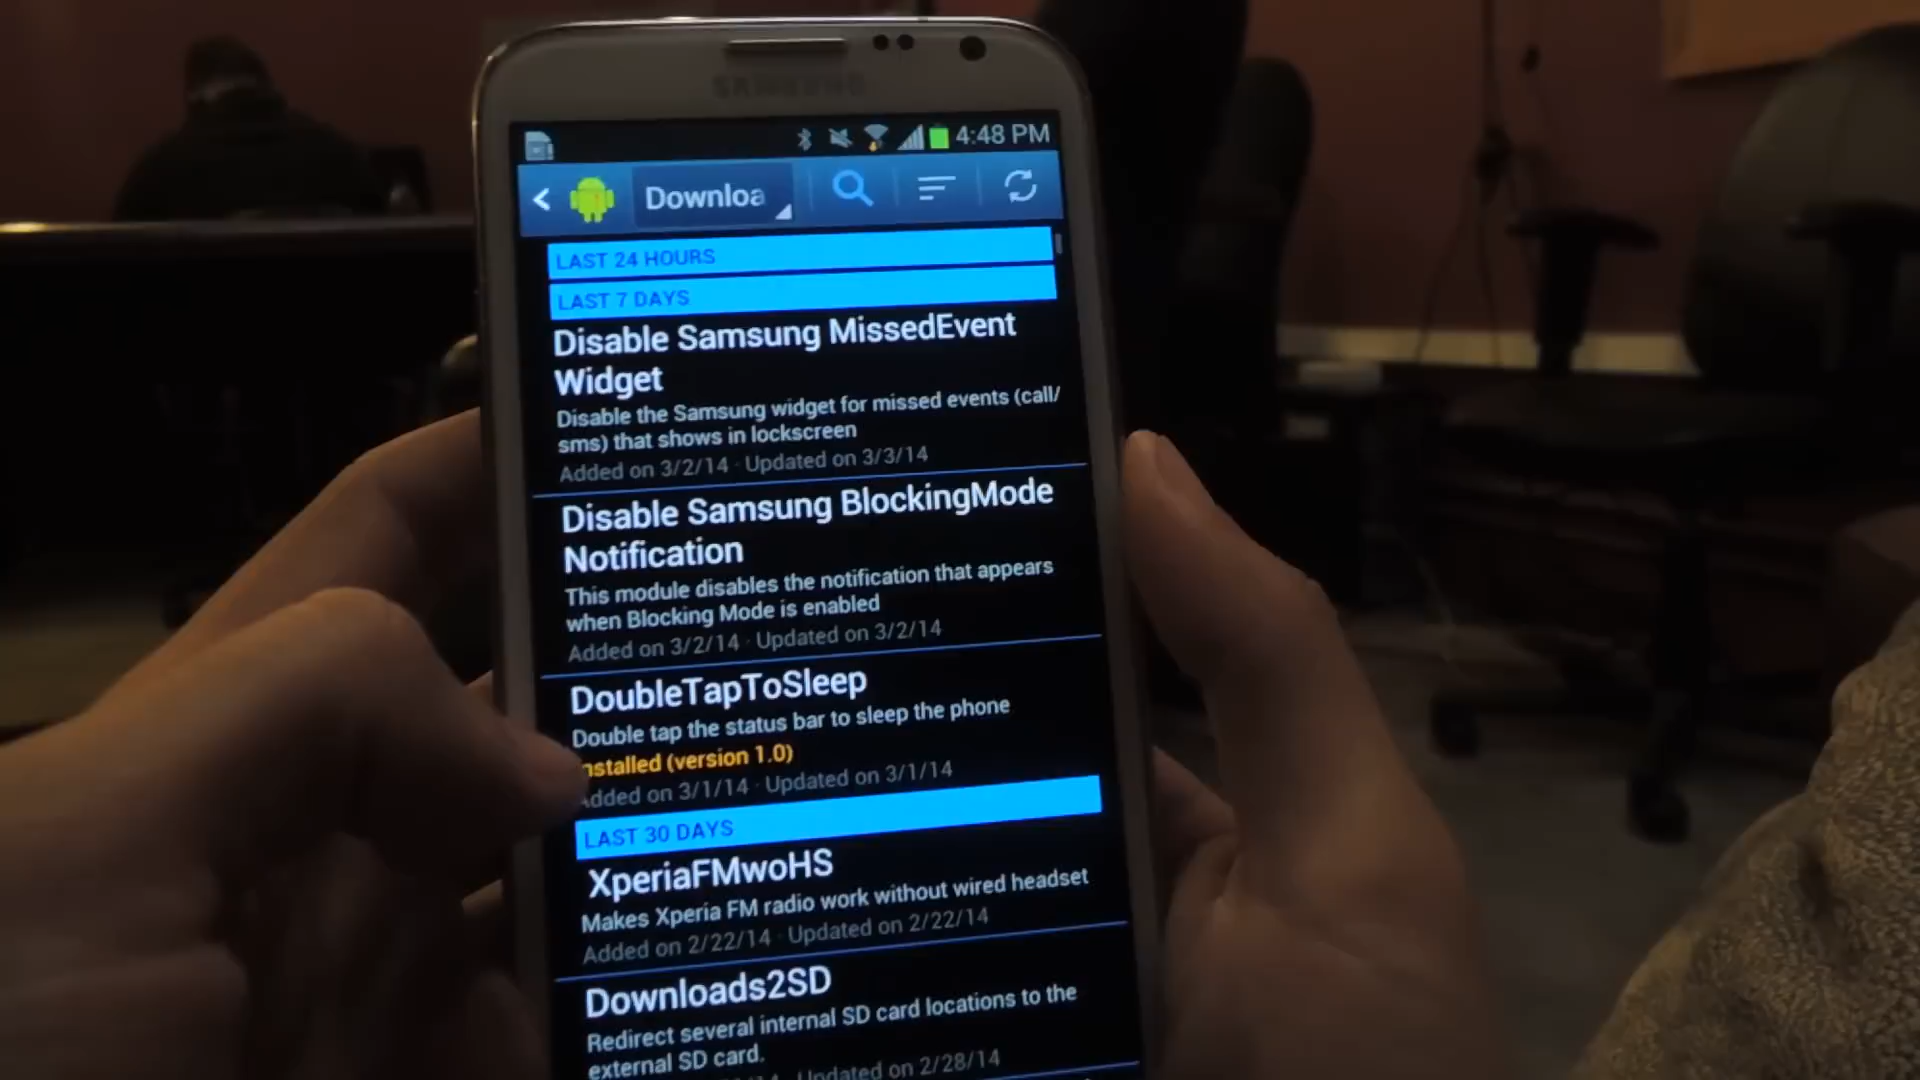 SAMSUNG
4:48 PM
Downloa
LAST 24 HOURS
LAST 7 DAYS
Disable Samsung MissedEvent
Widget
Disable the Samsung widget for missed events (call/
sms) that shows in lockscreen
Added on 3/2/14 · Updated on 3/3/14
Disable Samsung BlockingMode
Notification
This module disables the notification that appears
when Blocking Mode is enabled
Added on 3/2/14 · Updated on 3/2/14
DoubleTapToSleep
Double tap the status bar to sleep the phone
nstalled (version 1.0)
Added on 3/1/14 · Updated on 3/1/14
LAST 30 DAYS
XperiaFMwoHS
Makes Xperia FM radio work without wired headset
Added on 2/22/14 · Updated on 2/22/14
Downloads2SD
Redirect several internal SD card locations to the
external SD card.
Updated on 2/28/14